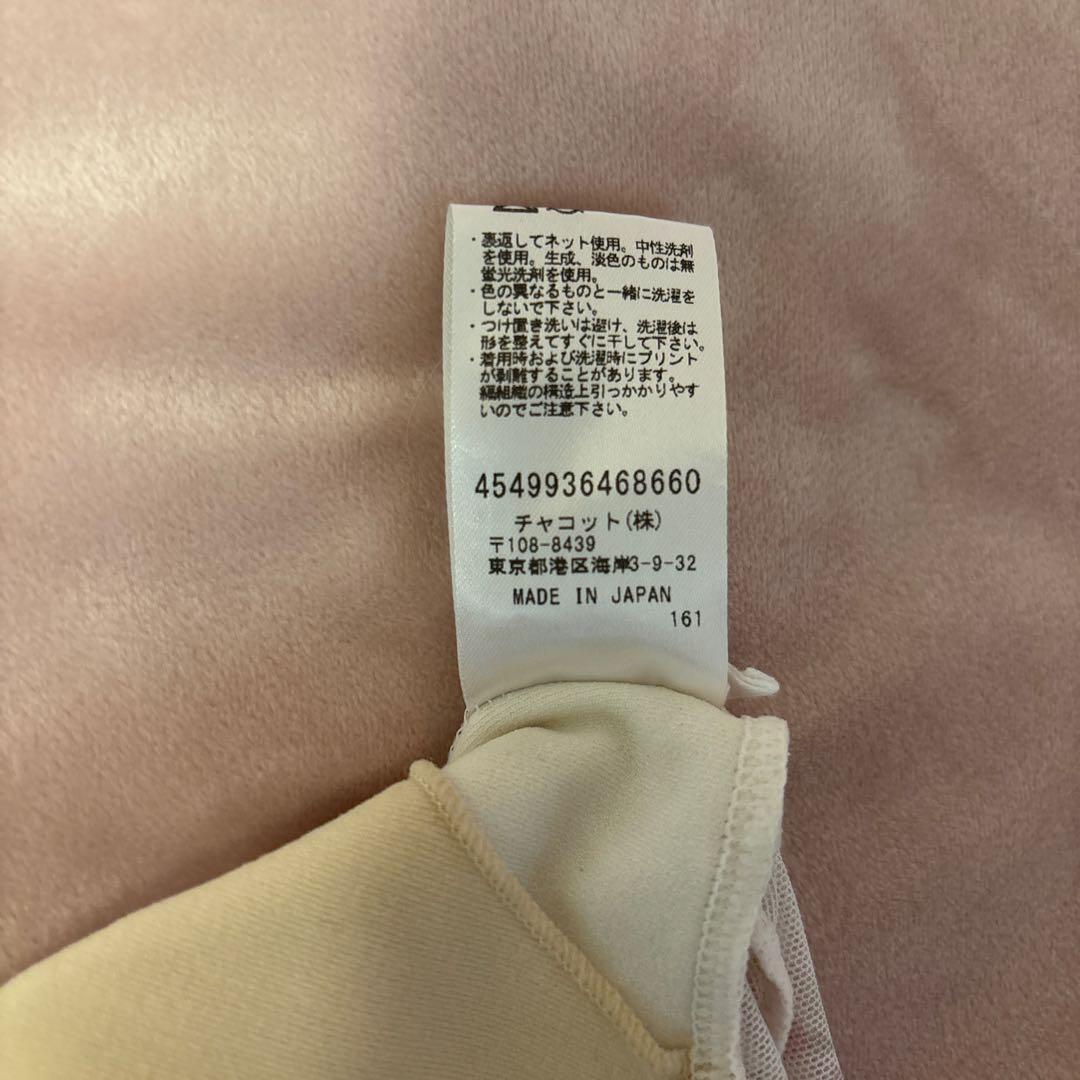 ・裏返してネット使用。中性洗剤
を使用。生成、淡色のものは無
蛍光洗剤を使用。
・色の異なるものと一緒に洗濯を
しないで下さい。
・つけ置き洗いは避け、洗濯後は
形を整えてすぐに干して下さい。
・着用時および洗濯時にプリント
が剥離することがあります。
編組織の構造上引っかかりやす
いのでご注意下さい。
4549936468660
チャコット(株)
〒108-8439
東京都港区海岸3-9-32
MADE IN JAPAN
161